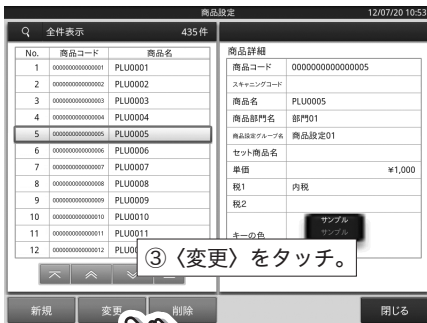 商品設定 12/07/20 10:53
全件表示 435件
No. 商品コード 商品名
1 0000000000000001 PLU0001
2 0000000000000002 PLU0002
3 0000000000000003 PLU0003
4 0000000000000004 PLU0004
5 0000000000000005 PLU0005
6 0000000000000006 PLU0006
7 0000000000000007 PLU0007
8 0000000000000008 PLU0008
9 0000000000000009 PLU0009
10 0000000000000010 PLU0010
11 0000000000000011 PLU0011
12 0000000000000012
商品詳細
商品コード 0000000000000005
スキャニングコード
商品名 PLU0005
商品部門名 部門01
商品設定グループ名 商品設定01
セット商品名
単価 ¥1,000
税1 内税
税2
キーの色 サンプル
サンプル
③〈変更〉をタッチ。
新規 変更 削除 閉じる